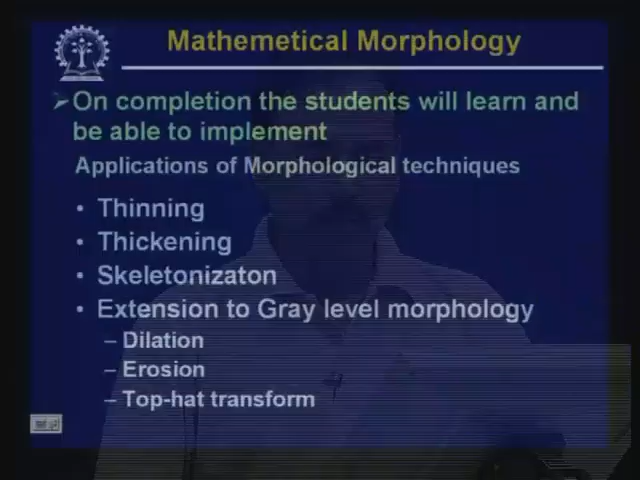 Mathemetical Morphology
➢On completion the students will learn and
be able to implement
Applications of Morphological techniques
• Thinning
• Thickening
• Skeletonizaton
• Extension to Gray level morphology
– Dilation
– Erosion
– Top-hat transform